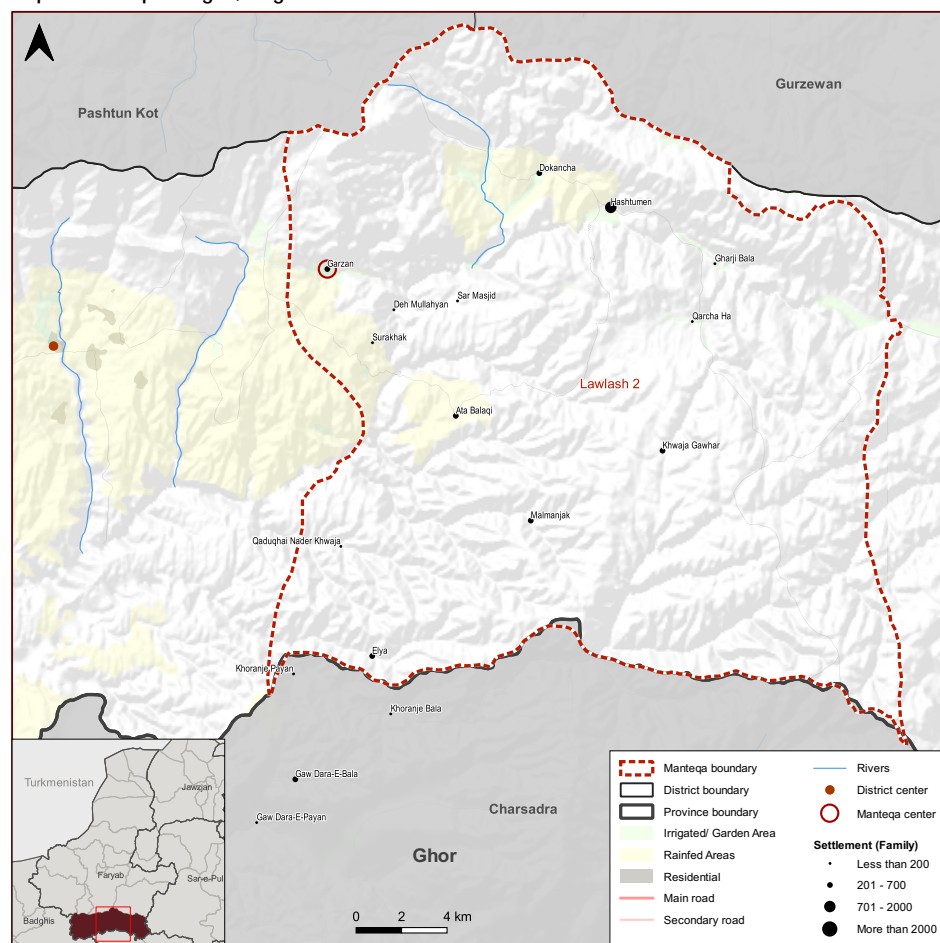 Gurzewan
Pashtun Kot
Dokancha
Hashtumen
Gharji Bala
Garzan
Sar Masjid
Deh Mullahyan
Qarcha Ha
Surakhak
Lawlash 2
Ata Balaqi
Khwaja Gawhar
Malmanjak
Qaduqhai Nader Khwaja
Elya
Khoranje Payan
Khoranje Bala
Gaw Dara-E-Bala
Gaw Dara-E-Payan
Charsadra
Ghor
0 2 4 km
Turkmenistan
Jawzjan
Faryab
Sar-e-Pul
Badghis
Manteqa boundary
District boundary
Province boundary
Irrigated/ Garden Area
Rainfed Areas
Residential
Main road
Secondary road
Rivers
District center
Manteqa center
Settlement (Family)
Less than 200
201 - 700
701 - 2000
More than 2000